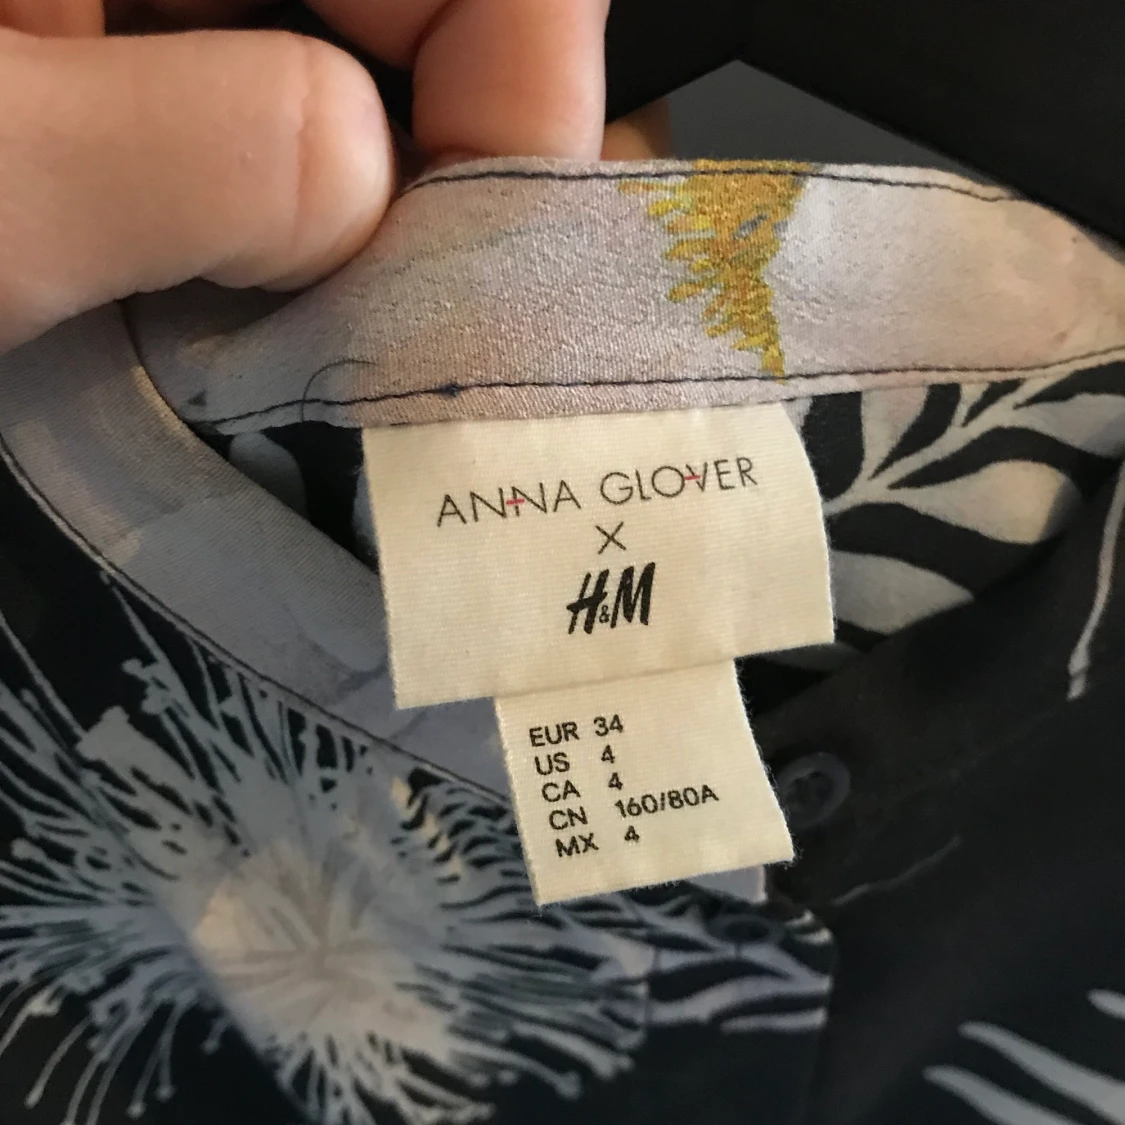 ANNA GLOVER
X
H&M
EUR 34
US 4
CA 4
CN 160/80A
MX 4